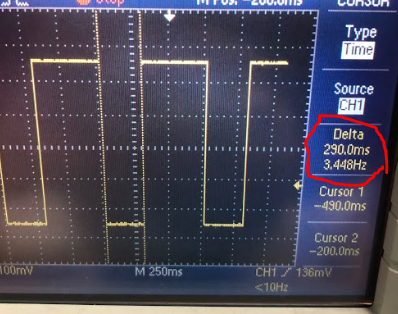 Stop
M Pos: -200.0ms
CURSOR
Type
Time
Source
CH1
Delta
290.0ms
3.448Hz
Cursor 1
-490.0ms
Cursor 2
-200.0ms
100mV
M 250ms
CH1
136mV
<10Hz